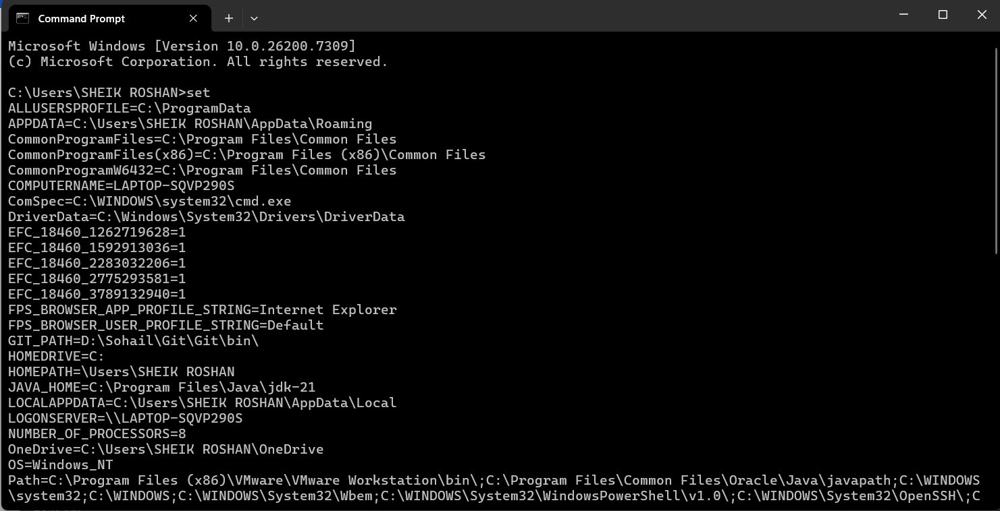 Command Prompt
Microsoft Windows [Version 10.0.26200.7309]
(c) Microsoft Corporation. All rights reserved.
C:\Users\SHEIK ROSHAN>set
ALLUSERSPROFILE=C:\ProgramData
APPDATA=C:\Users\SHEIK ROSHAN\AppData\Roaming
CommonProgramFiles=C:\Program Files\Common Files
CommonProgramFiles(x86)=C:\Program Files (x86)\Common Files
CommonProgramW6432=C:\Program Files\Common Files
COMPUTERNAME=LAPTOP-SQVP290S
ComSpec=C:\WINDOWS\system32\cmd.exe
DriverData=C:\Windows\System32\Drivers\DriverData
EFC_18460_1262719628=1
EFC_18460_1592913036=1
EFC_18460_2283032206=1
EFC_18460_2775293581=1
EFC_18460_3789132940=1
FPS_BROWSER_APP_PROFILE_STRING=Internet Explorer
FPS_BROWSER_USER_PROFILE_STRING=Default
GIT_PATH=D:\Sohail\Git\Git\bin\
HOMEDRIVE=C:
HOMEPATH=\Users\SHEIK ROSHAN
JAVA_HOME=C:\Program Files\Java\jdk-21
LOCALAPPDATA=C:\Users\SHEIK ROSHAN\AppData\Local
LOGONSERVER=\\LAPTOP-SQVP290S
NUMBER_OF_PROCESSORS=8
OneDrive=C:\Users\SHEIK ROSHAN\OneDrive
OS=Windows_NT
Path=C:\Program Files (x86)\VMware\VMware Workstation\bin\;C:\Program Files\Common Files\Oracle\Java\javapath;C:\WINDOWS
\system32;C:\WINDOWS;C:\WINDOWS\System32\Wbem;C:\WINDOWS\System32\WindowsPowerShell\v1.0\;C:\WINDOWS\System32\OpenSSH\;C